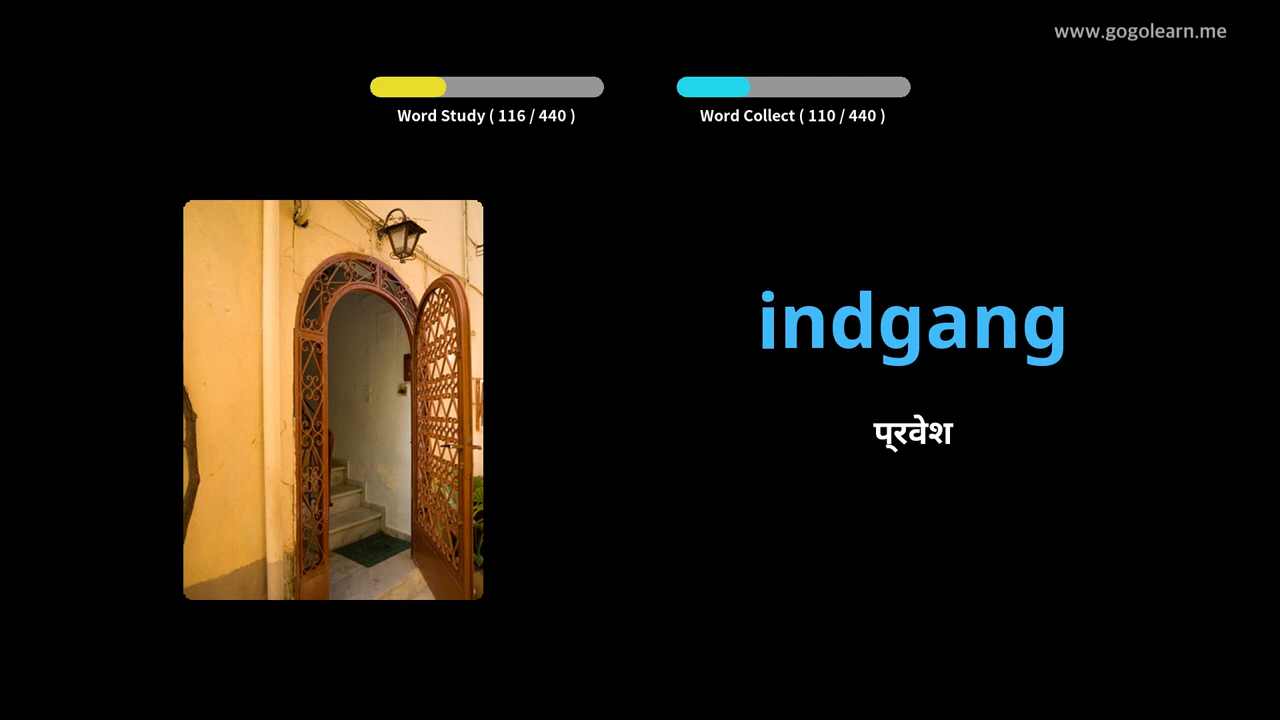 www.gogolearn.me
Word Study ( 116 / 440 )
Word Collect ( 110 / 440 )
indgang
प्रवेश